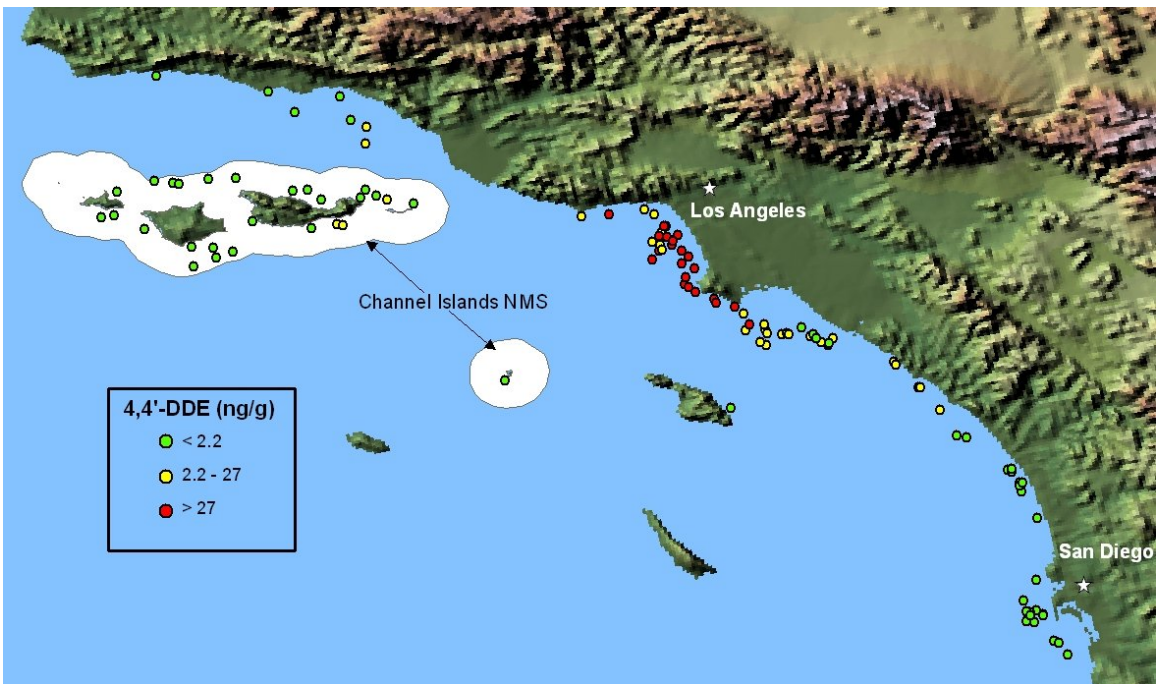 Los Angeles
Channel Islands NMS
4,4'-DDE (ng/g)
< 2.2
2.2 - 27
> 27
San Diego